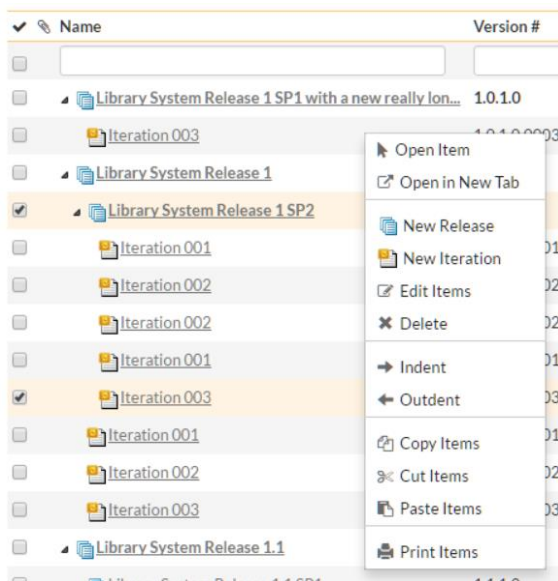 Name Version #
Library System Release 1 SP1 with a new really lon... 1.0.1.0
Iteration 003
Open Item
Library System Release 1
Open in New Tab
Library System Release 1 SP2
New Release
Iteration 001
New Iteration
Iteration 002
Edit Items
Iteration 002
Delete
Iteration 001
Indent
Iteration 003
Outdent
Iteration 001
Copy Items
Iteration 002
Cut Items
Iteration 003
Paste Items
Library System Release 1.1
Print Items